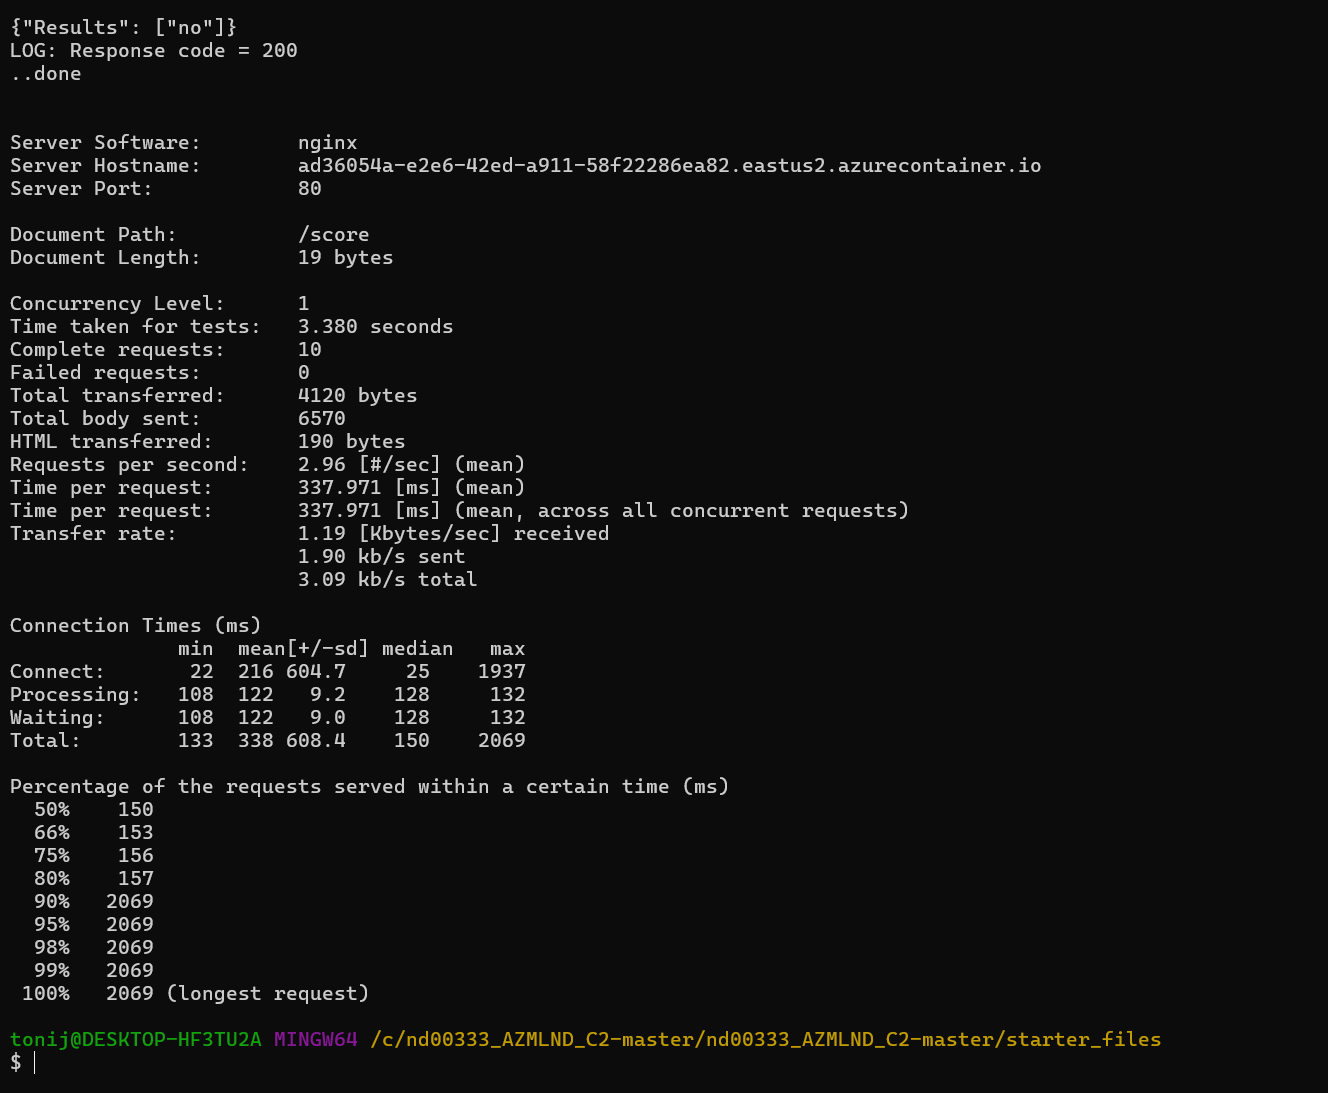 {"Results": ["no"]}
LOG: Response code = 200
..done
Server Software:        nginx
Server Hostname:        ad36054a-e2e6-42ed-a911-58f22286ea82.eastus2.azurecontainer.io
Server Port:            80
Document Path:          /score
Document Length:        19 bytes
Concurrency Level:      1
Time taken for tests:   3.380 seconds
Complete requests:      10
Failed requests:        0
Total transferred:      4120 bytes
Total body sent:        6570
HTML transferred:       190 bytes
Requests per second:    2.96 [#/sec] (mean)
Time per request:       337.971 [ms] (mean)
Time per request:       337.971 [ms] (mean, across all concurrent requests)
Transfer rate:          1.19 [Kbytes/sec] received
                        1.90 kb/s sent
                        3.09 kb/s total
Connection Times (ms)
              min  mean[+/-sd] median   max
Connect:       22  216 604.7     25    1937
Processing:   108  122   9.2    128     132
Waiting:      108  122   9.0    128     132
Total:        133  338 608.4    150    2069
Percentage of the requests served within a certain time (ms)
  50%    150
  66%    153
  75%    156
  80%    157
  90%   2069
  95%   2069
  98%   2069
  99%   2069
 100%   2069 (longest request)
tonij@DESKTOP-HF3TU2A MINGW64 /c/nd00333_AZMLND_C2-master/nd00333_AZMLND_C2-master/starter_files
$